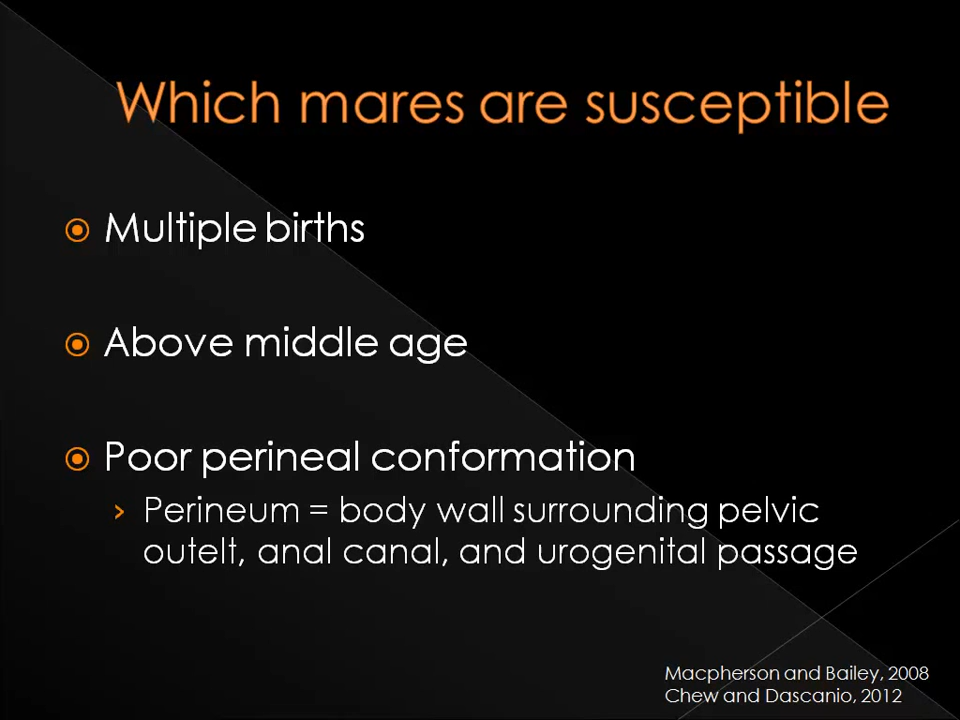 Which mares are susceptible
Multiple births
Above middle age
Poor perineal conformation
Perineum = body wall surrounding pelvic
outelt, anal canal, and urogenital passage
Macpherson and Bailey, 2008
Chew and Dascanio, 2012